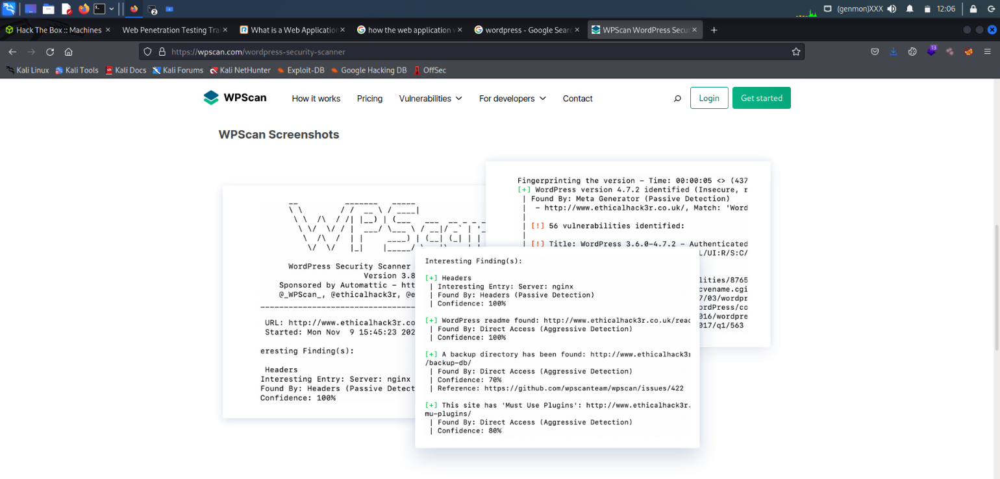 (genmon)XXX
12:06
2
Hack The Box :: Machines
Web Penetration Testing Tra
What is a Web Application
how the web application
wordpress - Google Sear
WPScan WordPress Secu
https://wpscan.com/wordpress-security-scanner
13
Kali Linux
Kali Tools
Kali Docs
Kali Forums
Kali NetHunter
Exploit-DB
Google Hacking DB
OffSec
WPScan
How it works
Pricing
Vulnerabilities
For developers
Contact
Login
Get started
WPScan Screenshots
WPScan
WordPress Security Scanner
Version 3.8
Sponsored by Automattic - htt
@_WPScan_, @ethicalhack3r, @e
URL: http://www.ethicalhack3r.co
Started: Mon Nov 9 15:45:23 202
eresting Finding(s):
Headers
Interesting Entry: Server: nginx
Found By: Headers (Passive Detect
Confidence: 100%
Fingerprinting the version - Time: 00:00:05 <> (437
[+] WordPress version 4.7.2 identified (Insecure, r
| Found By: Meta Generator (Passive Detection)
| - http://www.ethicalhack3r.co.uk/, Match: 'Word
|
| [!] 56 vulnerabilities identified:
|
| [!] Title: WordPress 3.6.0-4.7.2 - Authenticated
L/UI:R/S:C/
lities/8765
cvename.cgi
7/03/wordpr
ordPress/co
016/wordpre
017/q1/563
Interesting Finding(s):
[+] Headers
| Interesting Entry: Server: nginx
| Found By: Headers (Passive Detection)
| Confidence: 100%
[+] WordPress readme found: http://www.ethicalhack3r.co.uk/read
| Found By: Direct Access (Aggressive Detection)
| Confidence: 100%
[+] A backup directory has been found: http://www.ethicalhack3r
/backup-db/
| Found By: Direct Access (Aggressive Detection)
| Confidence: 70%
| Reference: https://github.com/wpscanteam/wpscan/issues/422
[+] This site has 'Must Use Plugins': http://www.ethicalhack3r.
mu-plugins/
| Found By: Direct Access (Aggressive Detection)
| Confidence: 80%